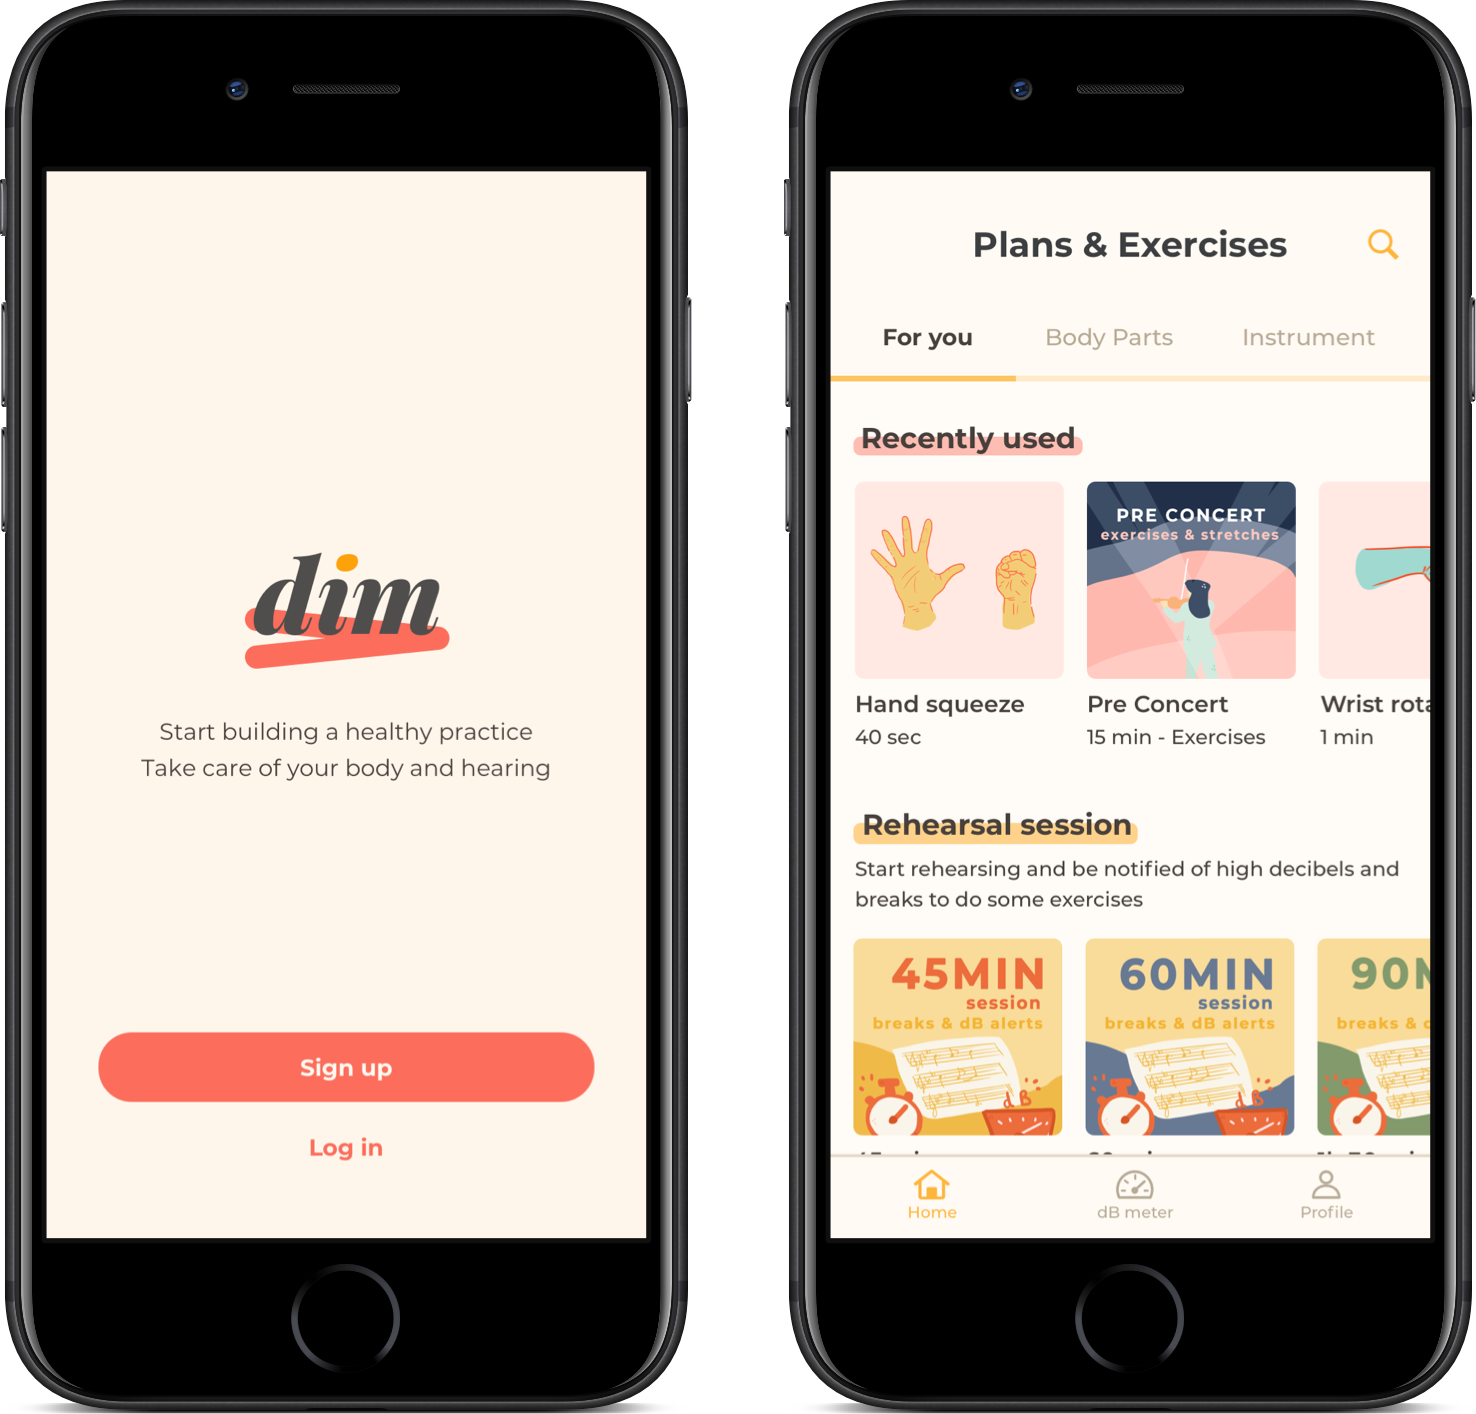 dim
Start building a healthy practice
Take care of your body and hearing
Sign up
Log in
Plans & Exercises
For you
Body Parts
Instrument
Recently used
PRE CONCERT
exercises & stretches
Hand squeeze
40 sec
Pre Concert
15 min - Exercises
Wrist
1 min
Rehearsal session
Start rehearsing and be notified of high decibels and
breaks to do some exercises
45MIN
session
breaks & dB alerts
dB
60MIN
session
breaks & dB alerts
dB
90
breaks &
Home
dB meter
Profile